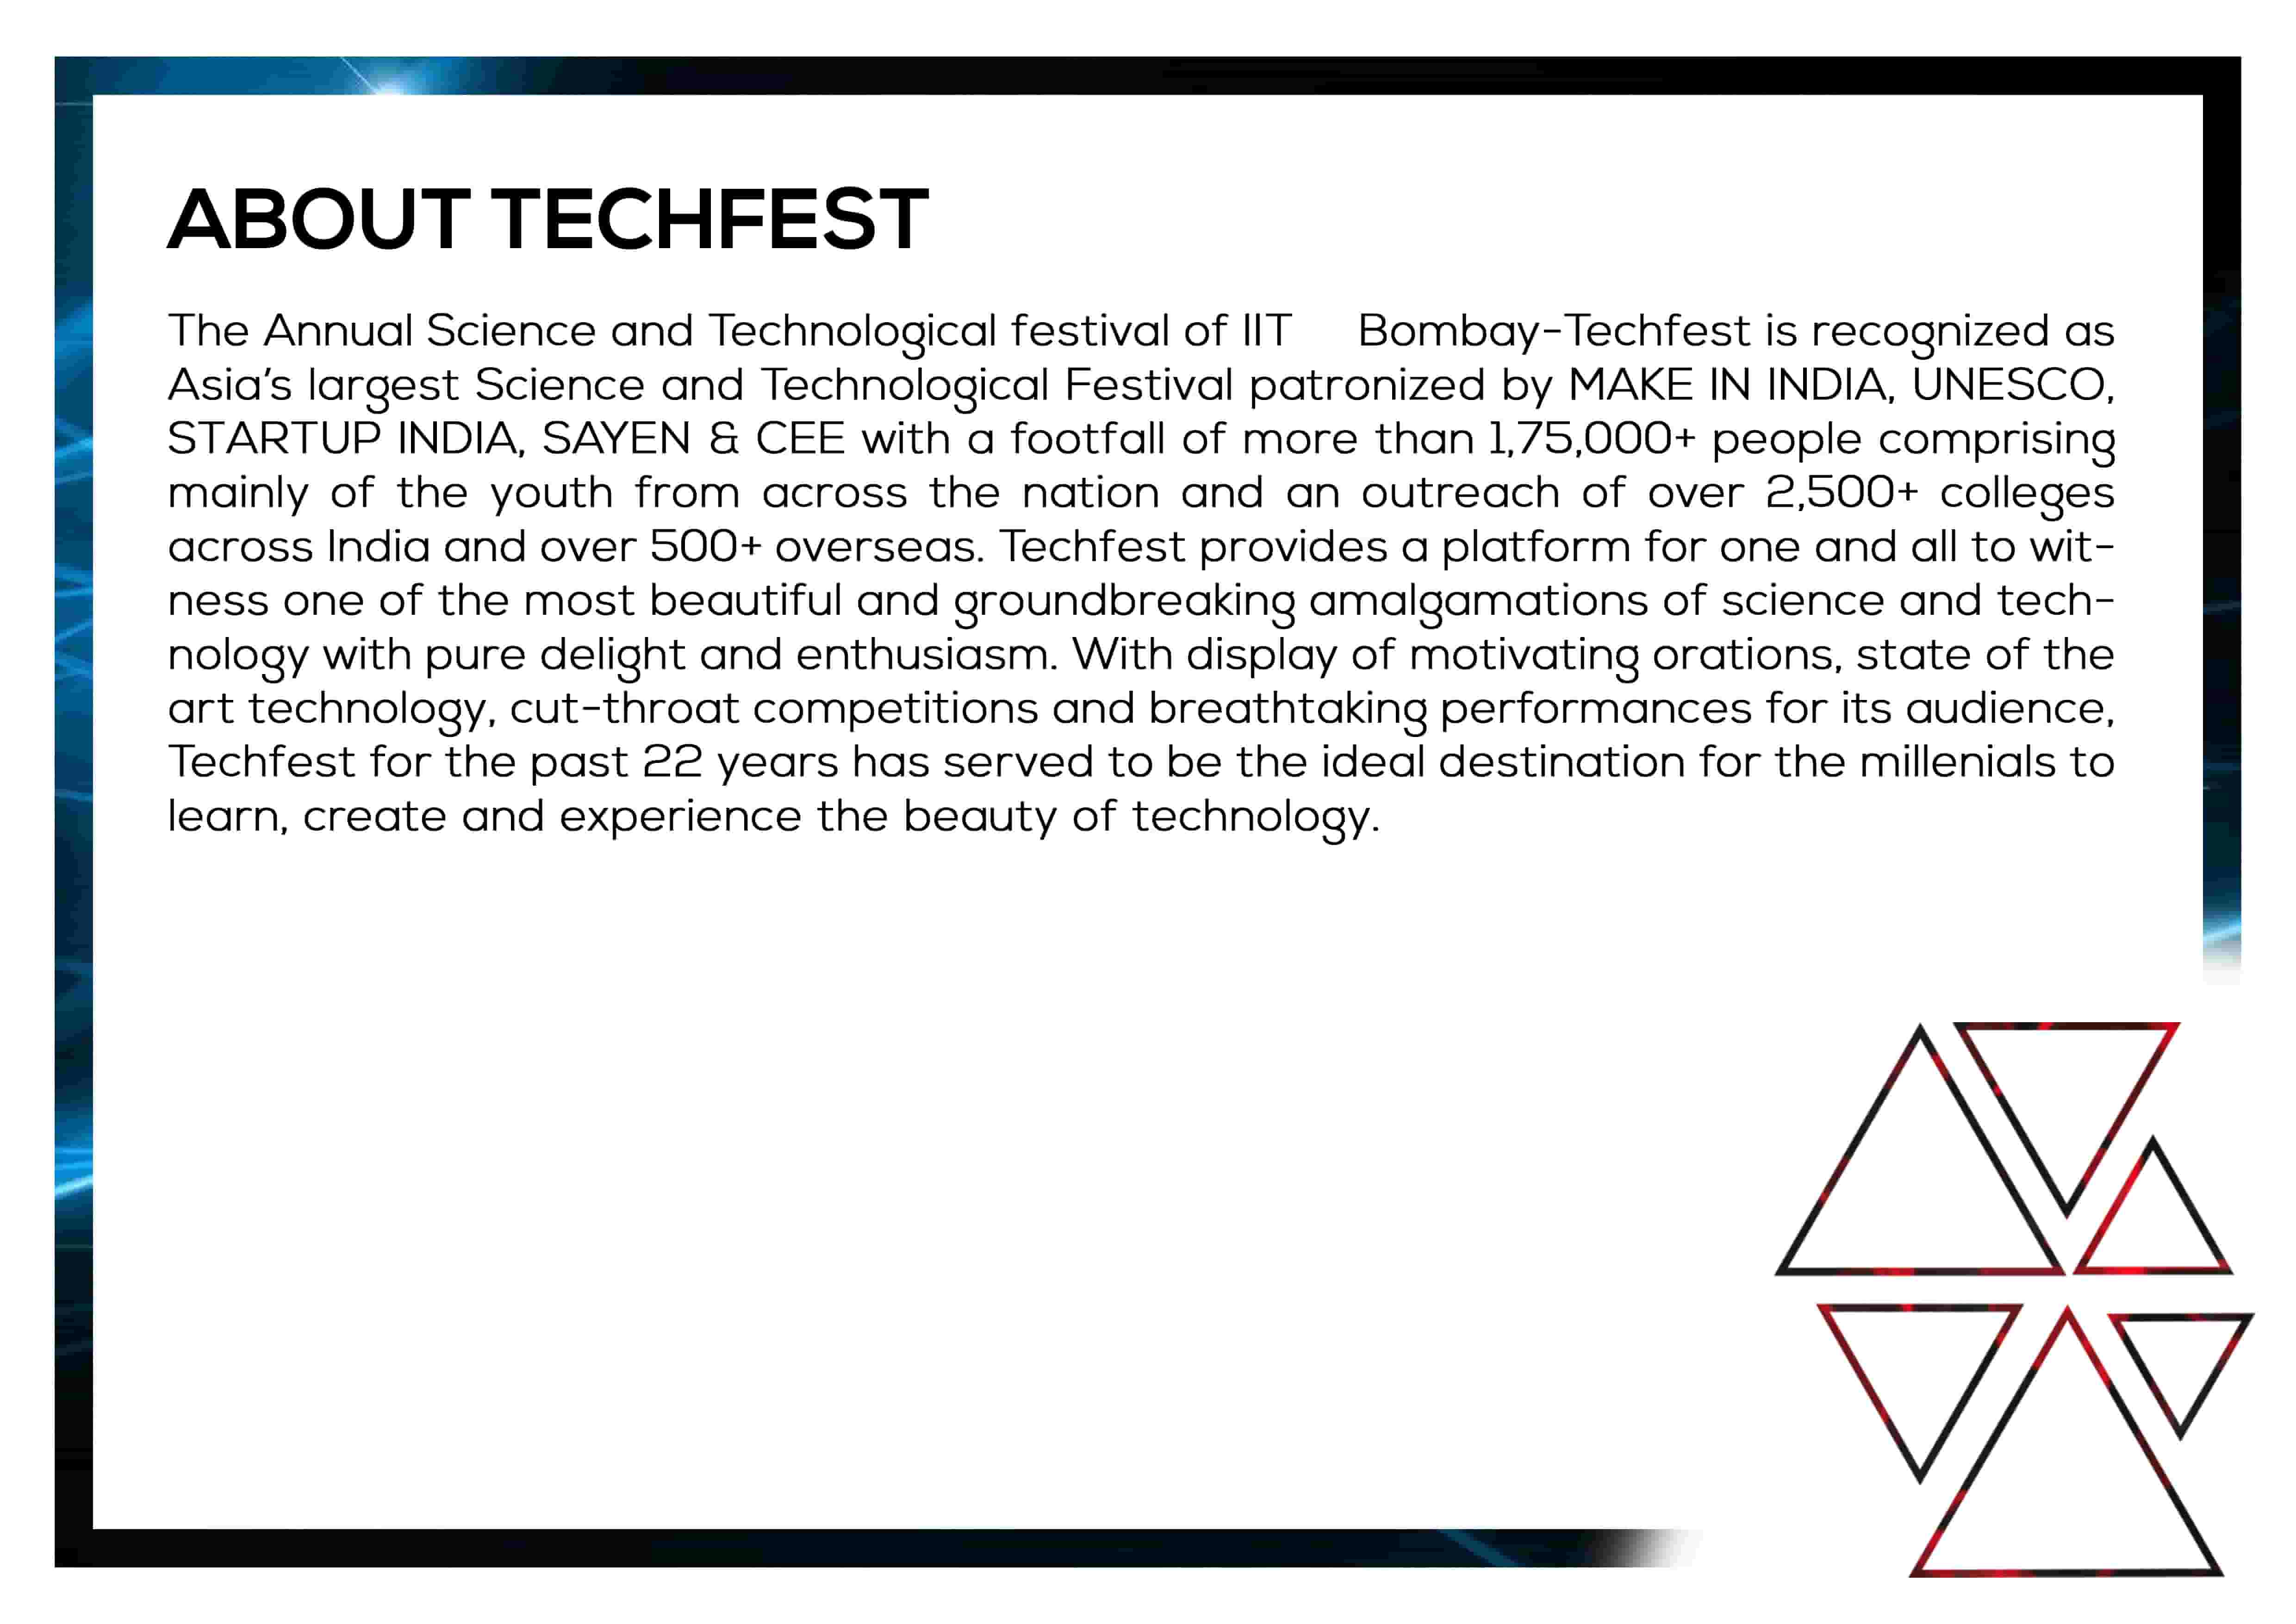 ABOUT TECHFEST
The Annual Science and Technological festival of IIT Bombay-Techfest is recognized as
Asia's largest Science and Technological Festival patronized by MAKE IN INDIA, UNESCO,
STARTUP INDIA, SAYEN & CEE with a footfall of more than 1,75,000+ people comprising
mainly of the youth from across the nation and an outreach of over 2,500+ colleges
across India and over 500+ overseas. Techfest provides a platform for one and all to wit-
ness one of the most beautiful and groundbreaking amalgamations of science and tech-
nology with pure delight and enthusiasm. With display of motivating orations, state of the
art technology, cut-throat competitions and breathtaking performances for its audience,
Techfest for the past 22 years has served to be the ideal destination for the millenials to
learn, create and experience the beauty of technology.